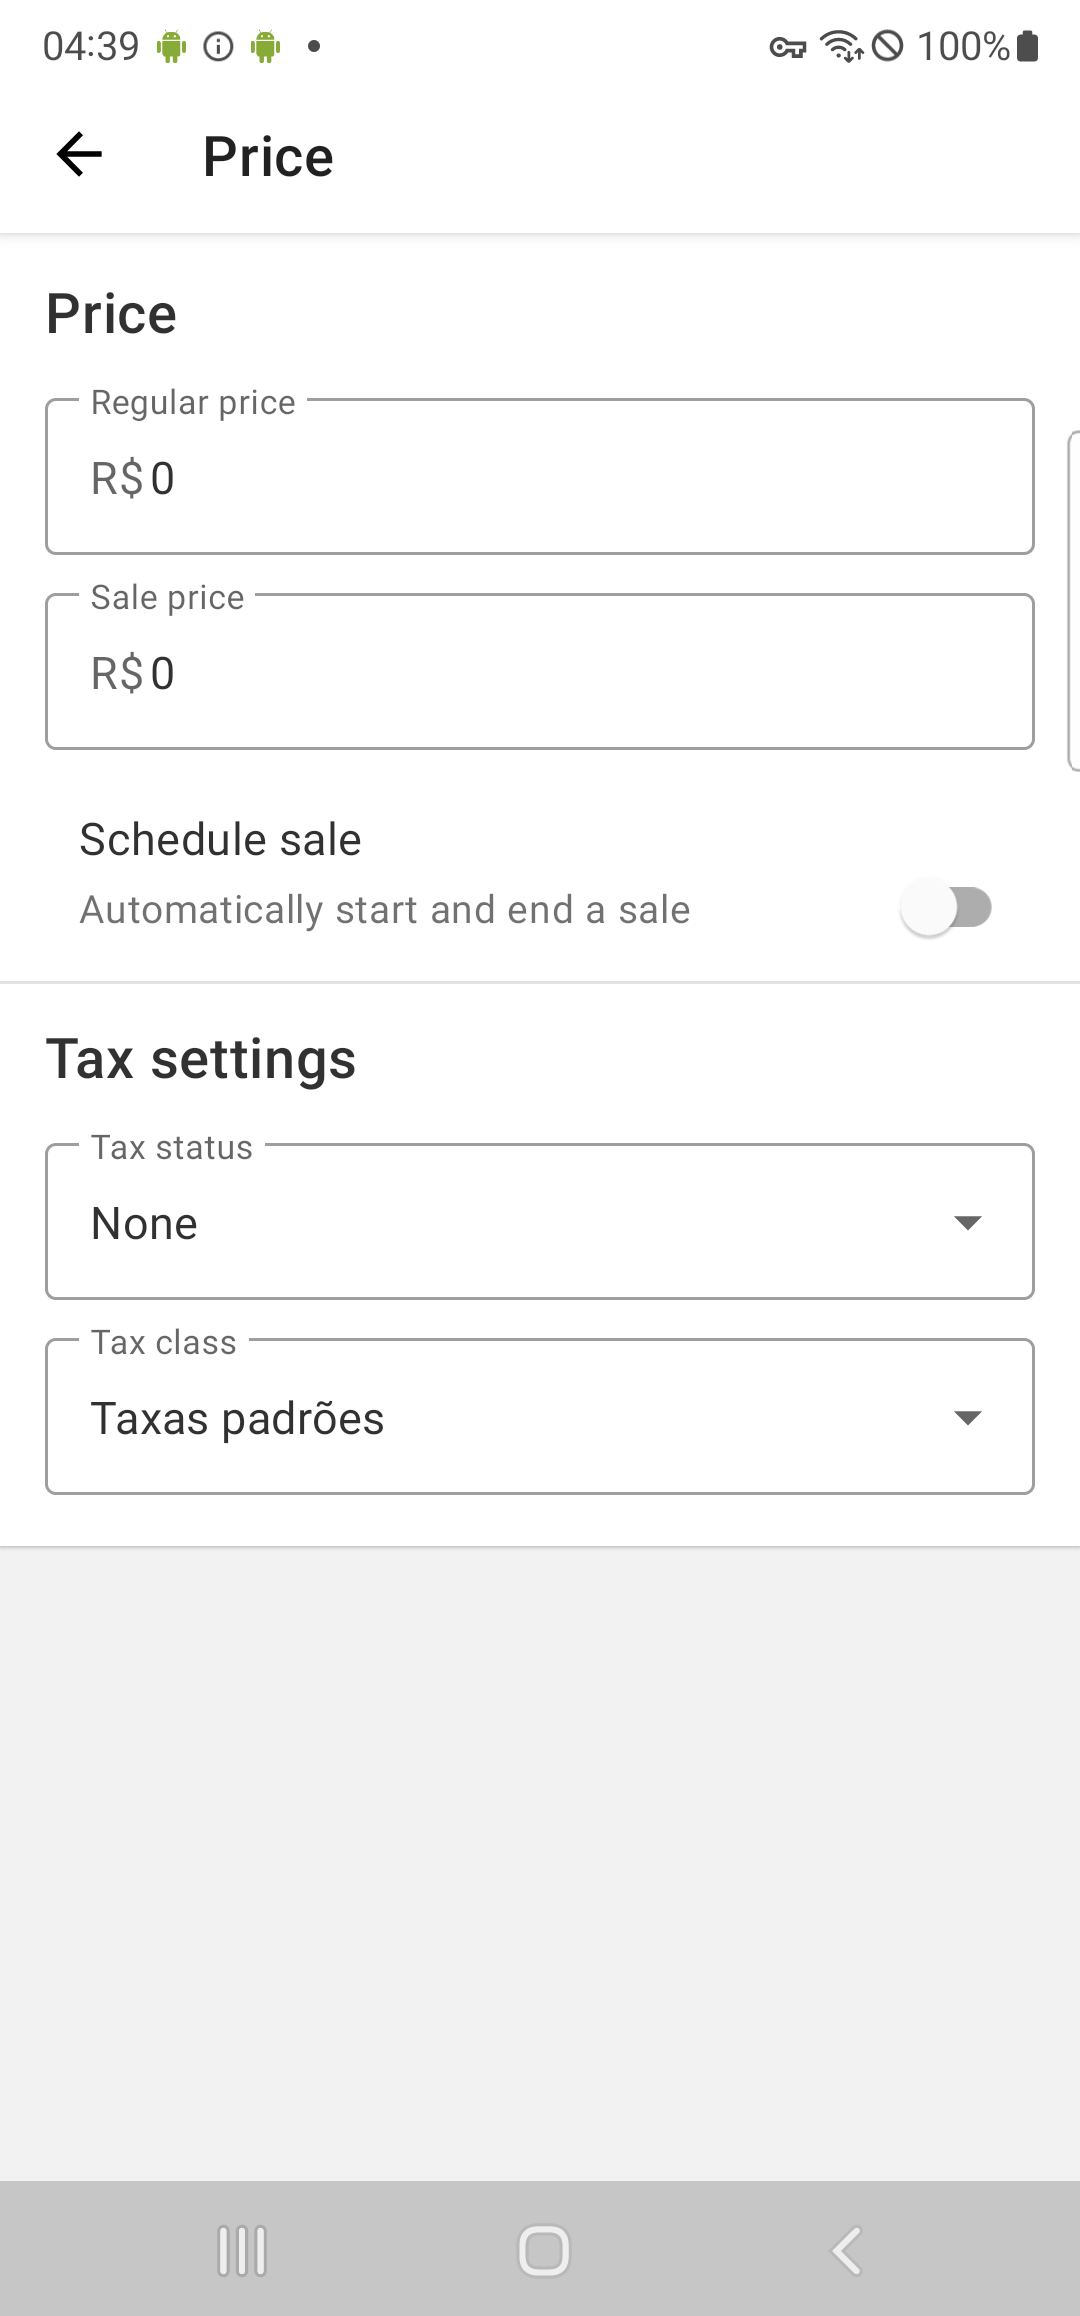 04:39
100%
Price
Price
Regular price
R$ 0
Sale price
R$ 0
Schedule sale
Automatically start and end a sale
Tax settings
Tax status
None
Tax class
Taxas padrões